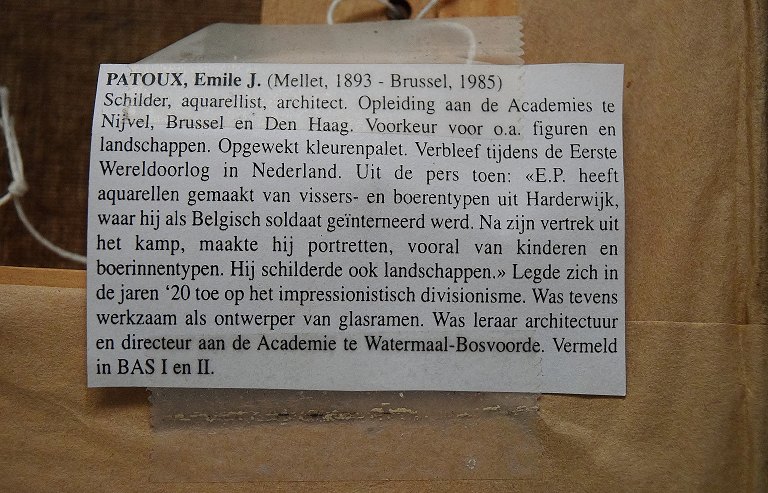 PATOUX, Emile J. (Mellet, 1893 - Brussel, 1985)
Schilder, aquarellist, architect. Opleiding aan de Academies te
Nijvel, Brussel en Den Haag. Voorkeur voor o.a. figuren en
landschappen. Opgewekt kleurenpalet. Verbleef tijdens de Eerste
Wereldoorlog in Nederland. Uit de pers toen: «E.P. heeft
aquarellen gemaakt van vissers- en boerentypen uit Harderwijk,
waar hij als Belgisch soldaat geïnterneerd werd. Na zijn vertrek uit
het kamp, maakte hij portretten, vooral van kinderen en
boerinnentypen. Hij schilderde ook landschappen.» Legde zich in
de jaren ‘20 toe op het impressionistisch divisionisme. Was tevens
werkzaam als ontwerper van glasramen. Was leraar architectuur
en directeur aan de Academie te Watermaal-Bosvoorde. Vermeld
in BAS I en II.